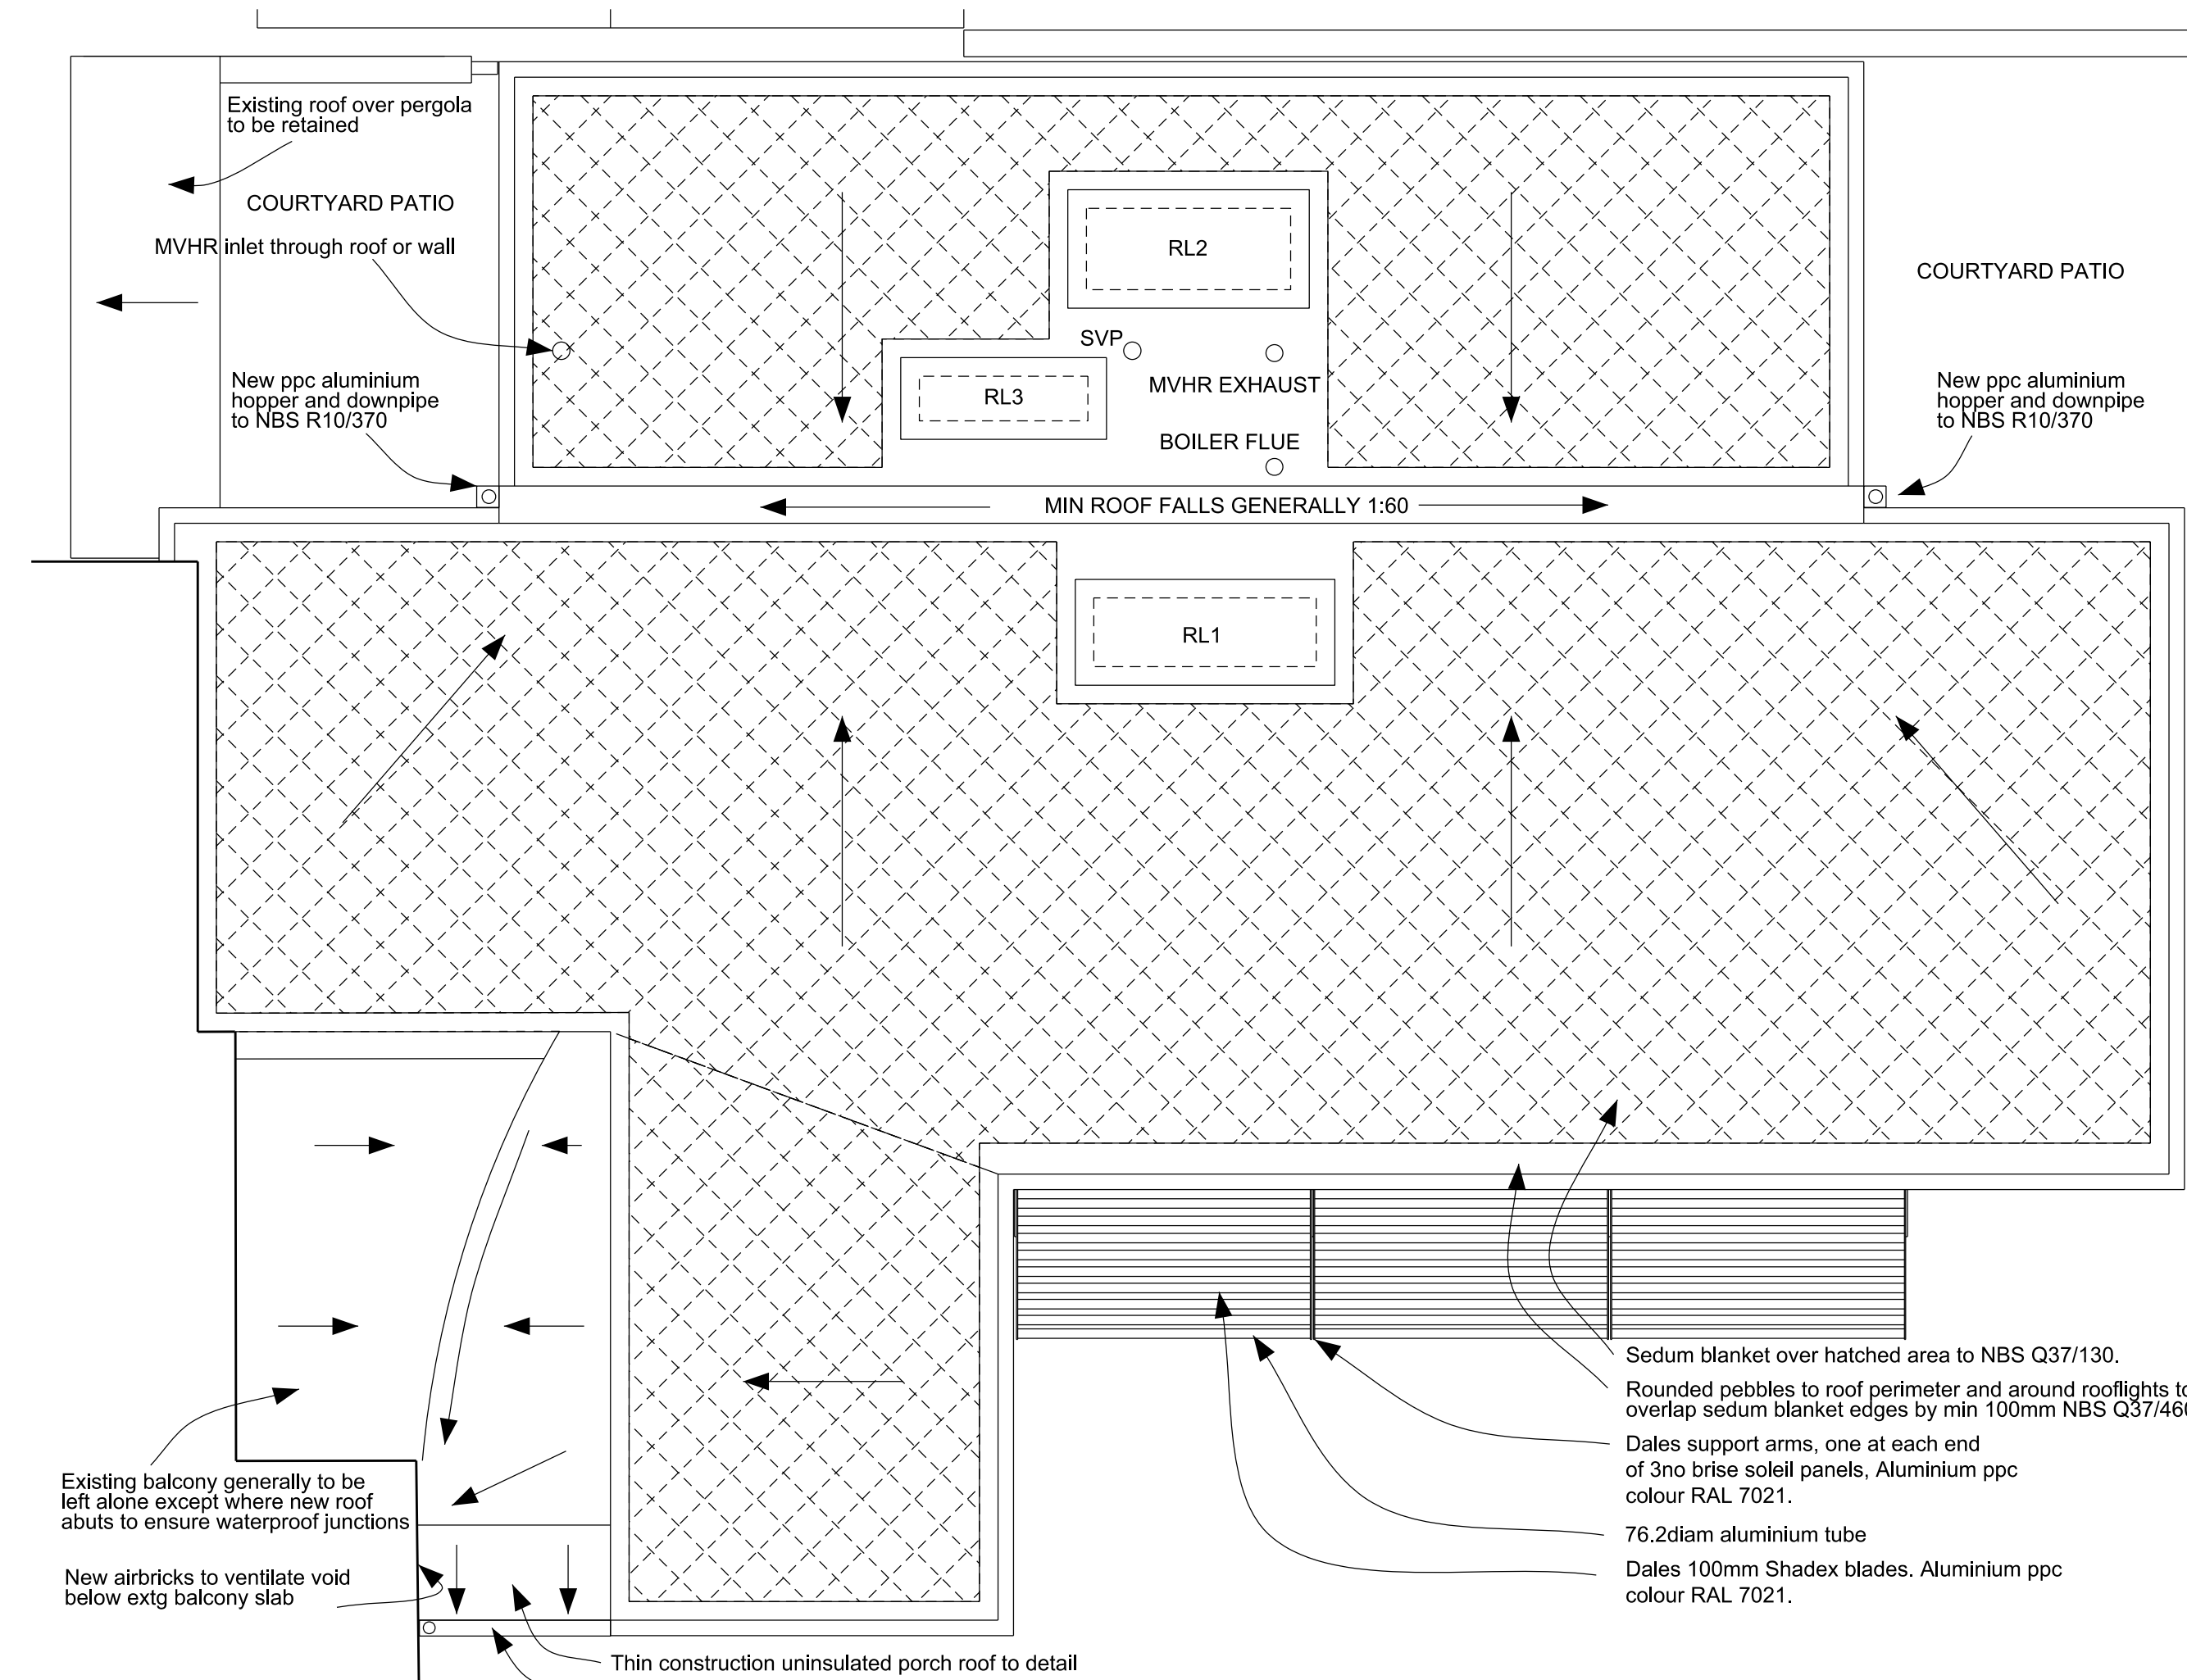 Existing roof over pergola
to be retained
COURTYARD PATIO
MVHR inlet through roof or wall
New ppc aluminium
hopper and downpipe
to NBS R10/370
RL2
SVP
MVHR EXHAUST
RL3
BOILER FLUE
COURTYARD PATIO
New ppc aluminium
hopper and downpipe
to NBS R10/370
MIN ROOF FALLS GENERALLY 1:60
RL1
Sedum blanket over hatched area to NBS Q37/130.
Rounded pebbles to roof perimeter and around rooflights to
overlap sedum blanket edges by min 100mm NBS Q37/460
Dales support arms, one at each end
of 3no brise soleil panels, Aluminium ppc
colour RAL 7021.
76.2diam aluminium tube
Dales 100mm Shadex blades. Aluminium ppc
colour RAL 7021.
Existing balcony generally to be
left alone except where new roof
abuts to ensure waterproof junctions
New airbricks to ventilate void
below extg balcony slab
Thin construction uninsulated porch roof to detail